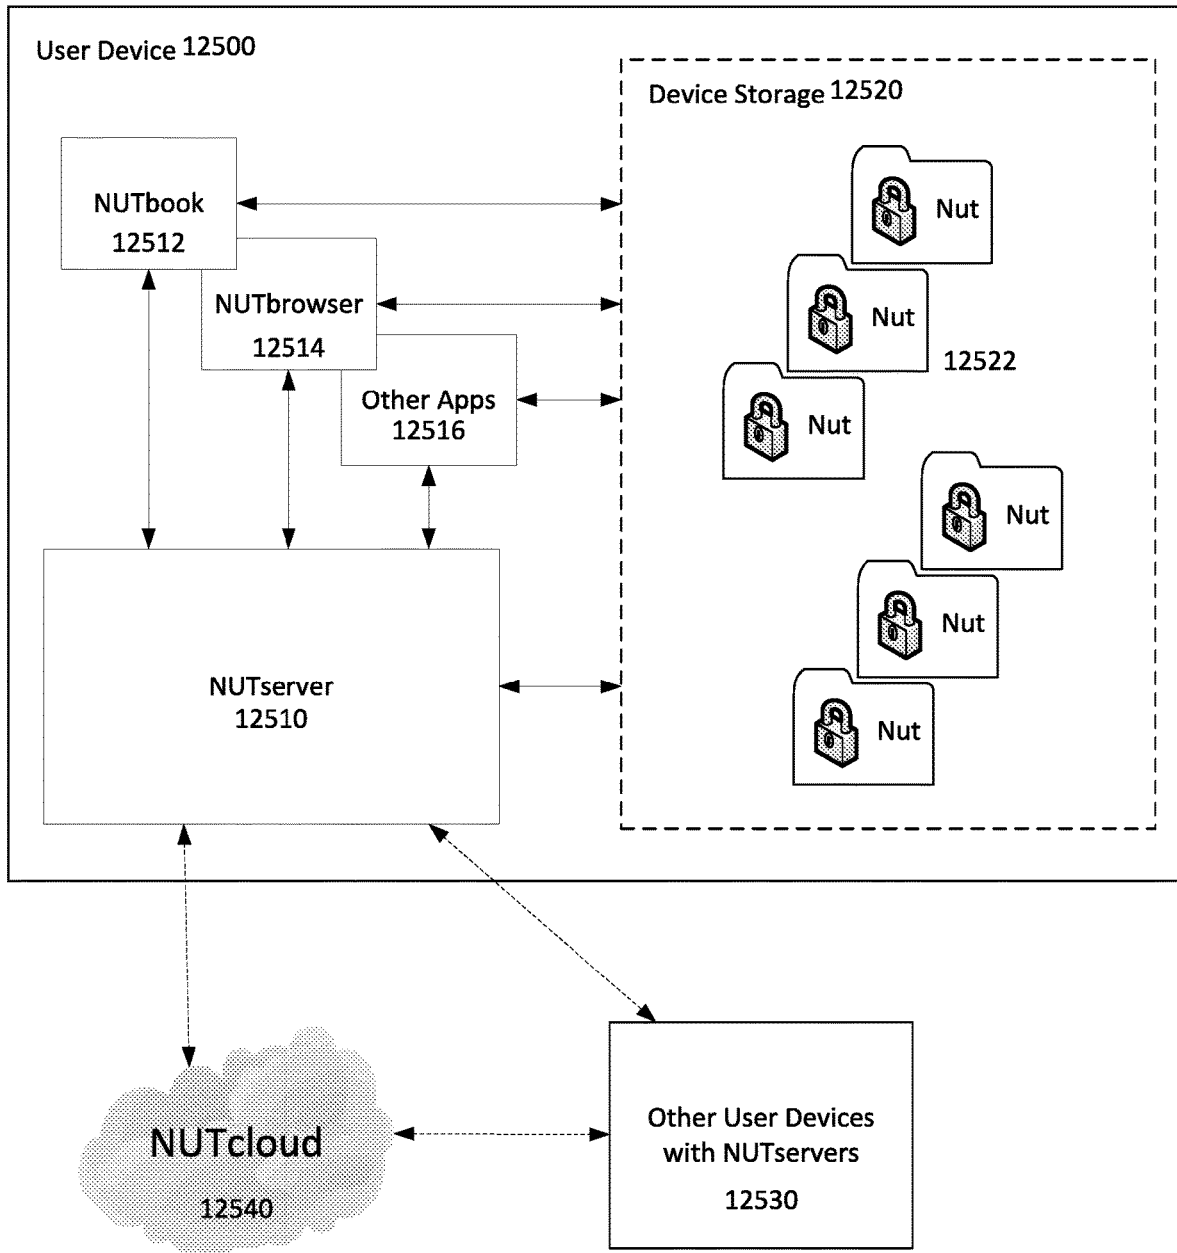 User Device 12500
Device Storage 12520
NUTbook
12512
NUTbrowser
12514
Other Apps
12516
NUTserver
12510
Nut
Nut
12522
Nut
Nut
Nut
Nut
NUTcloud
12540
Other User Devices
with NUTservers
12530